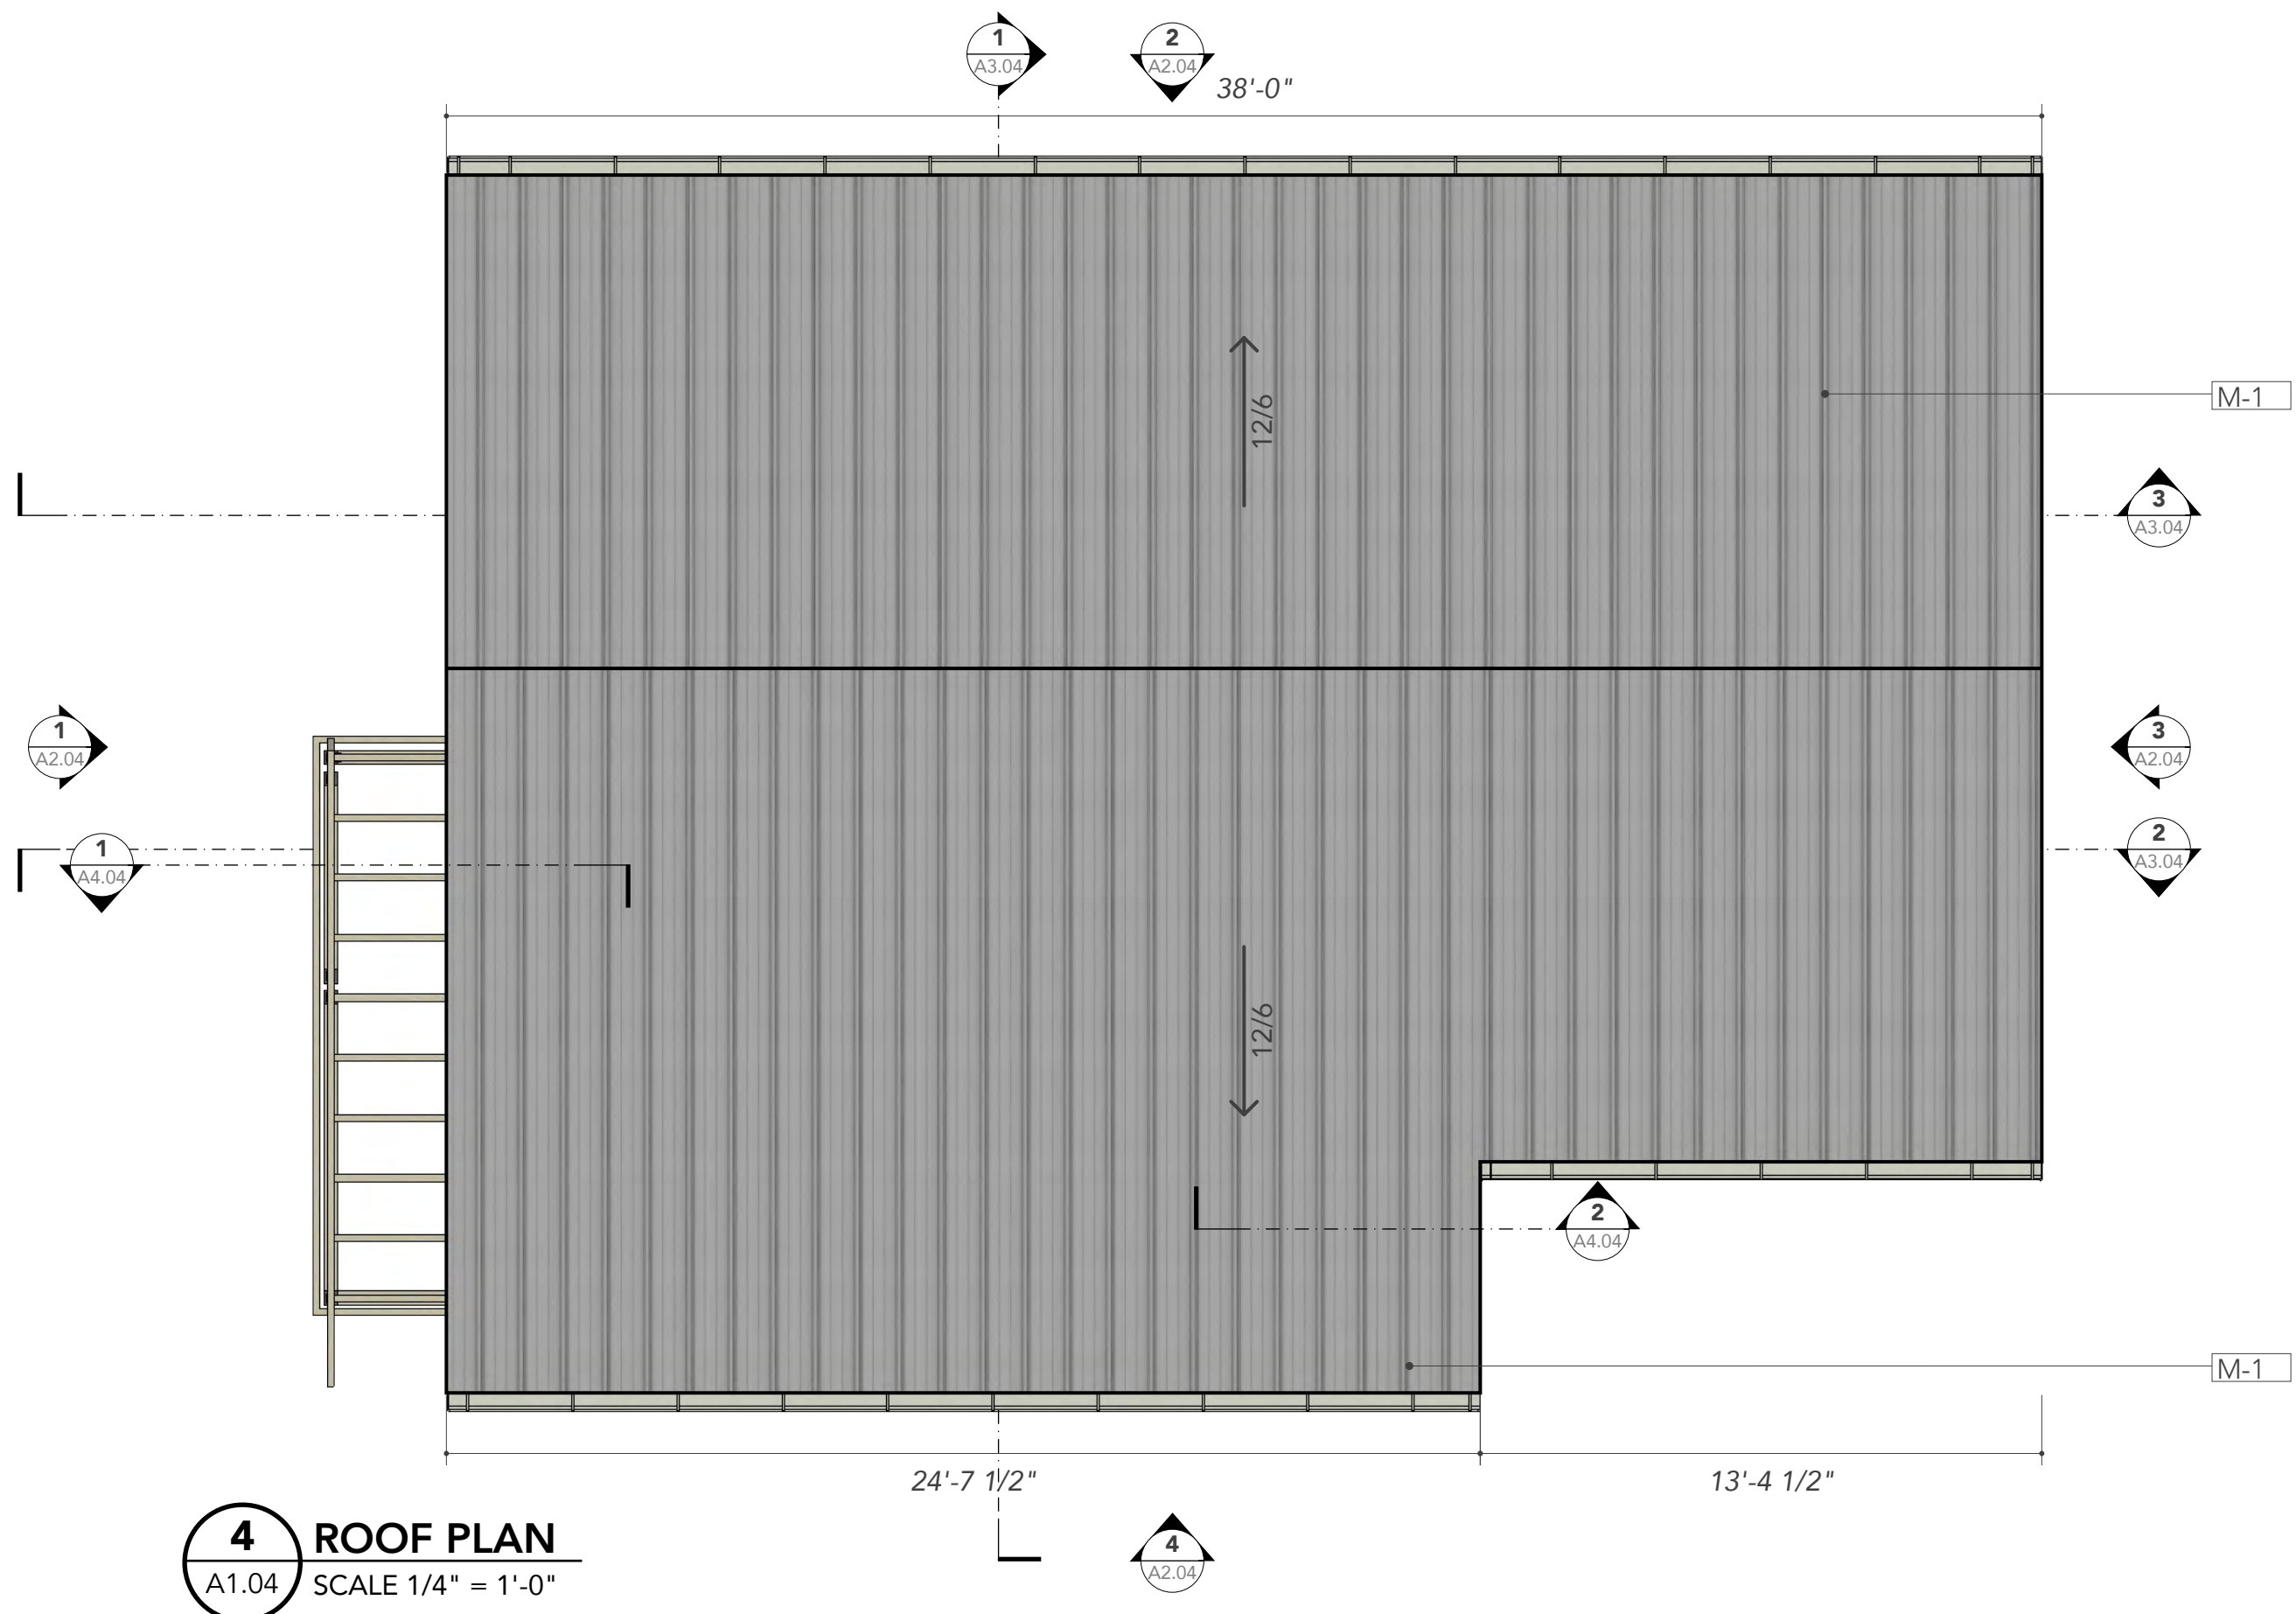 1
A3.04
2
A2.04
38'-0"
12/6
M-1
3
A3.04
1
A2.04
3
A2.04
1
A4.04
2
A3.04
12/6
2
A4.04
M-1
24'-7 1/2"
13'-4 1/2"
4
A1.04
ROOF PLAN
SCALE 1/4" = 1'-0"
4
A2.04